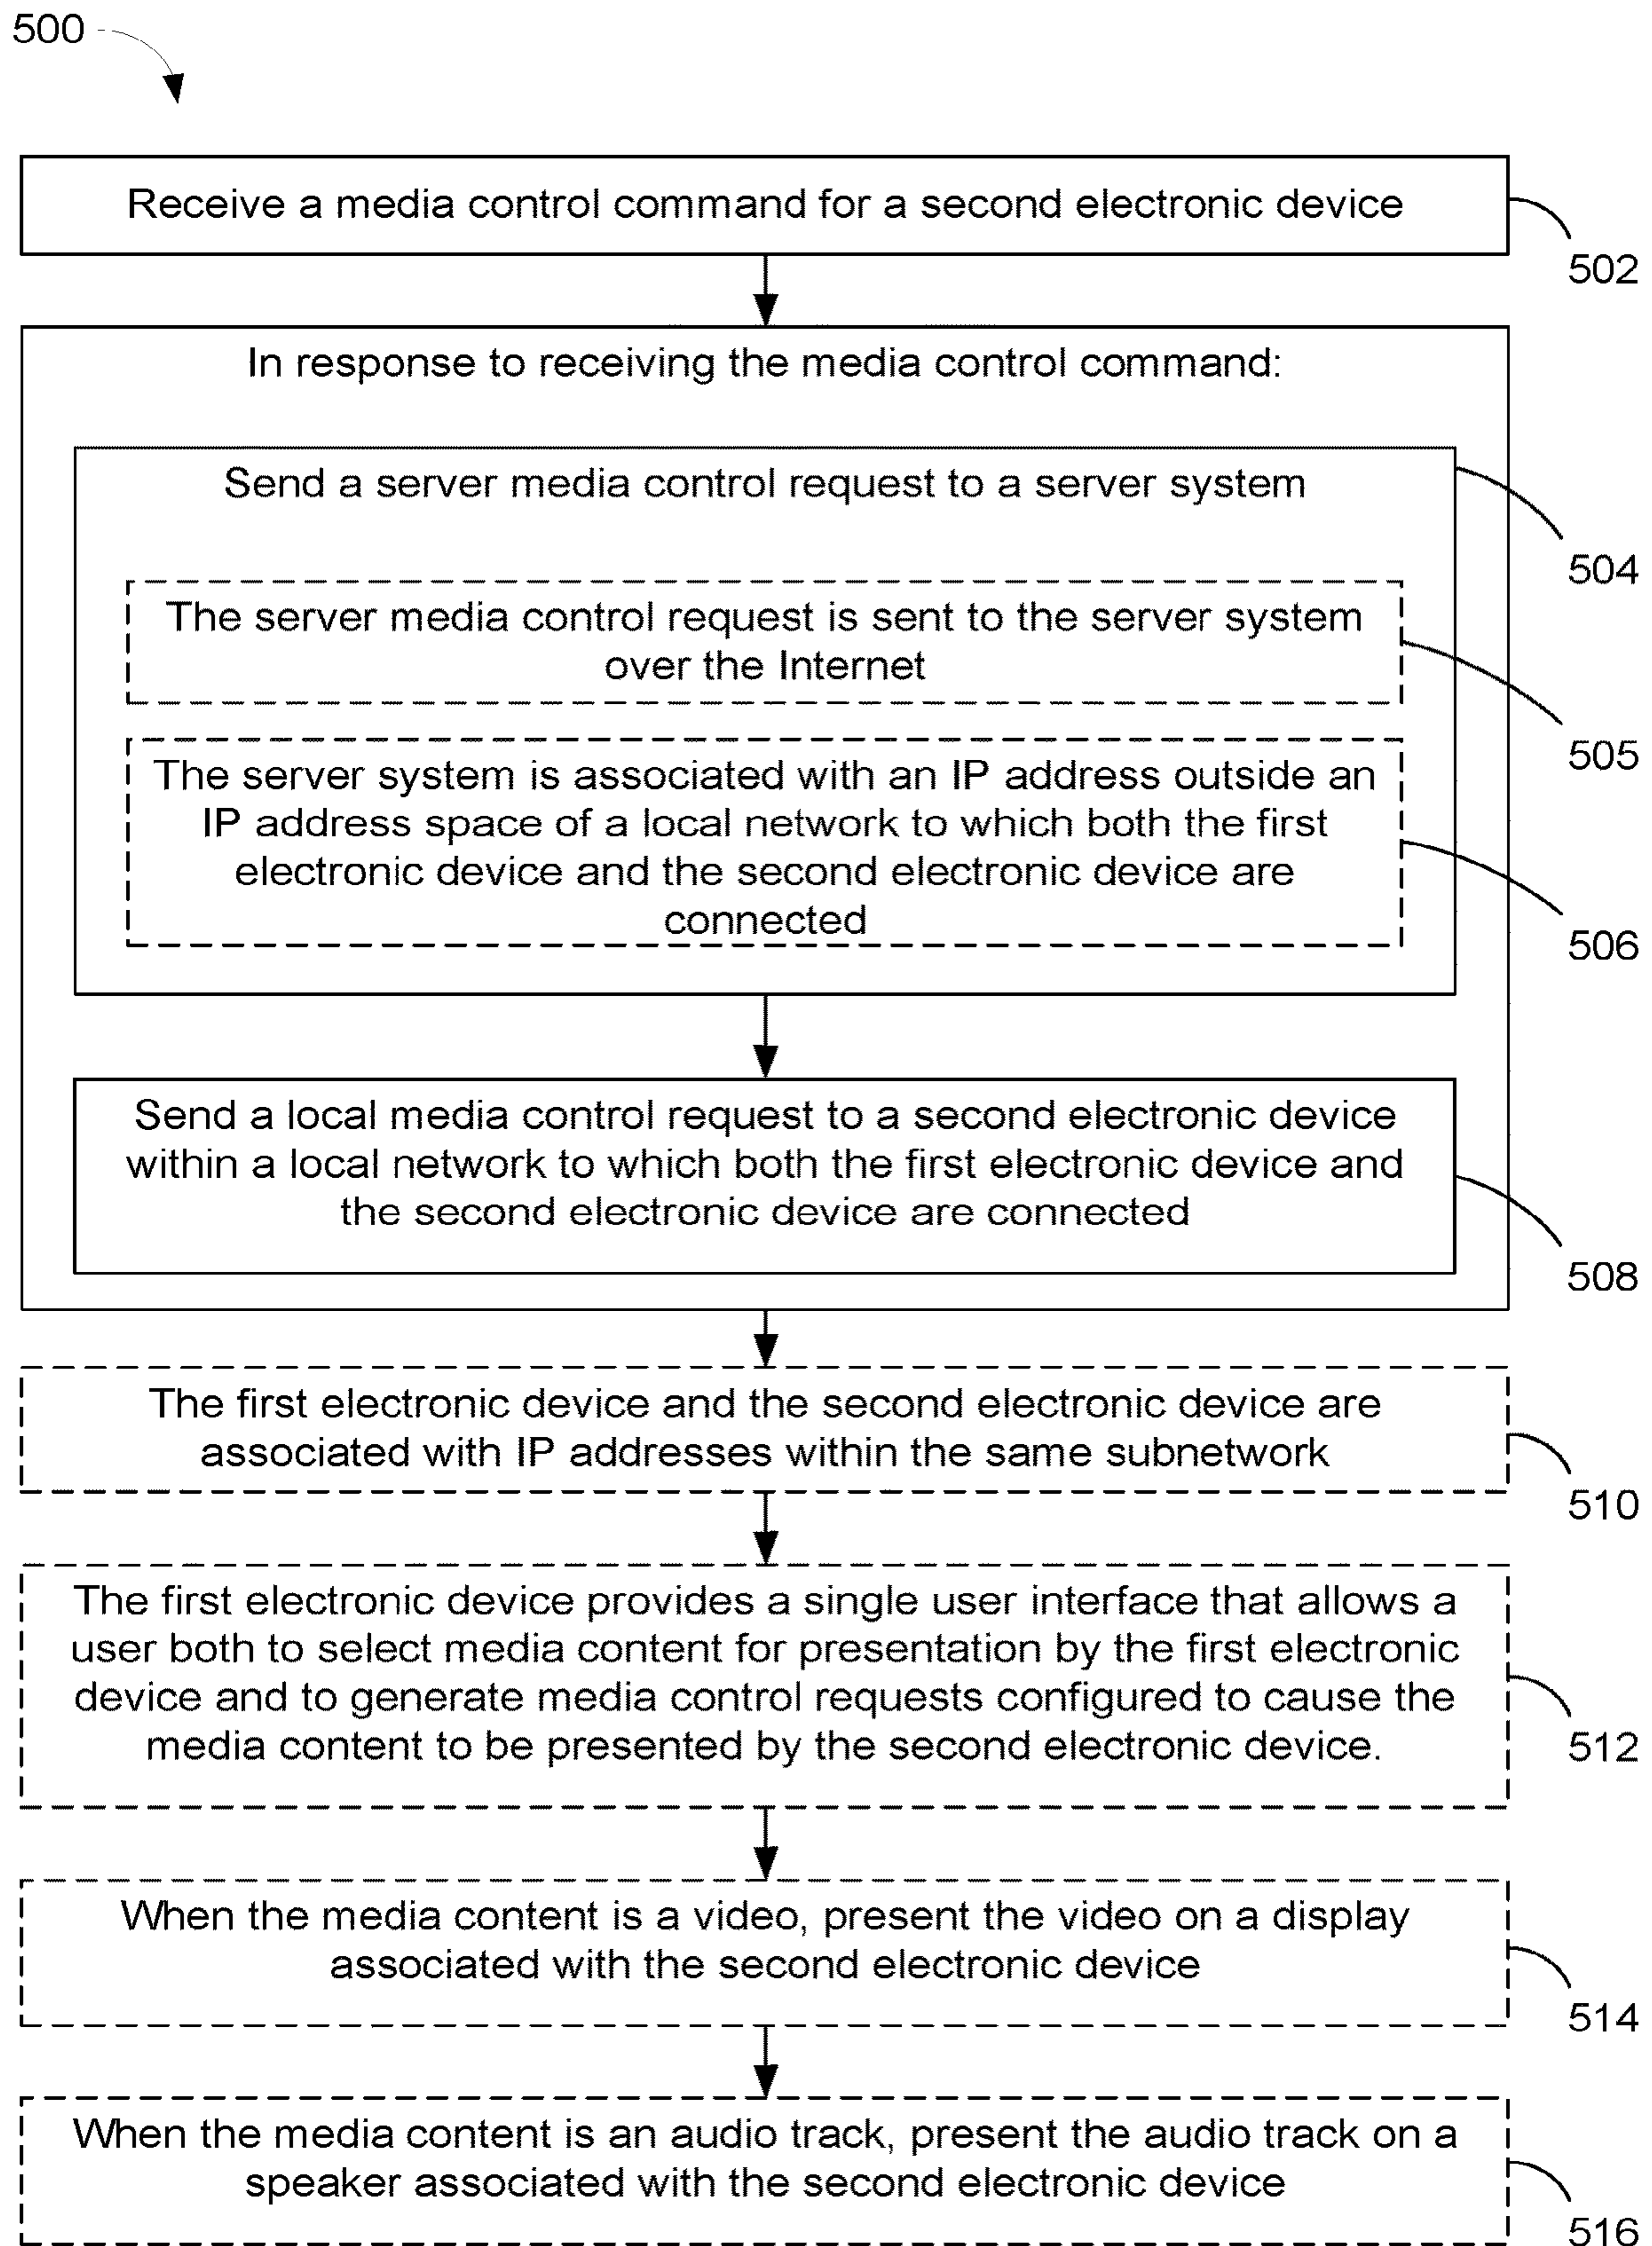 500
Receive a media control command for a second electronic device
502
In response to receiving the media control command:
Send a server media control request to a server system
504
The server media control request is sent to the server system
over the Internet
505
The server system is associated with an IP address outside an
IP address space of a local network to which both the first
electronic device and the second electronic device are
connected
506
Send a local media control request to a second electronic device
within a local network to which both the first electronic device and
the second electronic device are connected
508
The first electronic device and the second electronic device are
associated with IP addresses within the same subnetwork
510
The first electronic device provides a single user interface that allows a
user both to select media content for presentation by the first electronic
device and to generate media control requests configured to cause the
media content to be presented by the second electronic device.
512
When the media content is a video, present the video on a display
associated with the second electronic device
514
When the media content is an audio track, present the audio track on a
speaker associated with the second electronic device
516